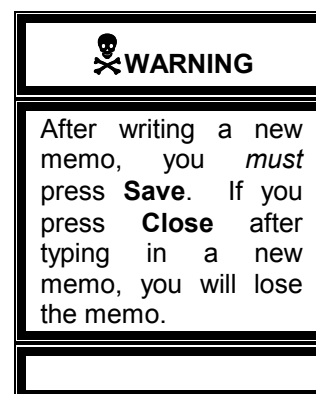 WARNING
After writing a new
memo, you must
press Save. If you
press Close after
typing in a new
memo, you will lose
the memo.